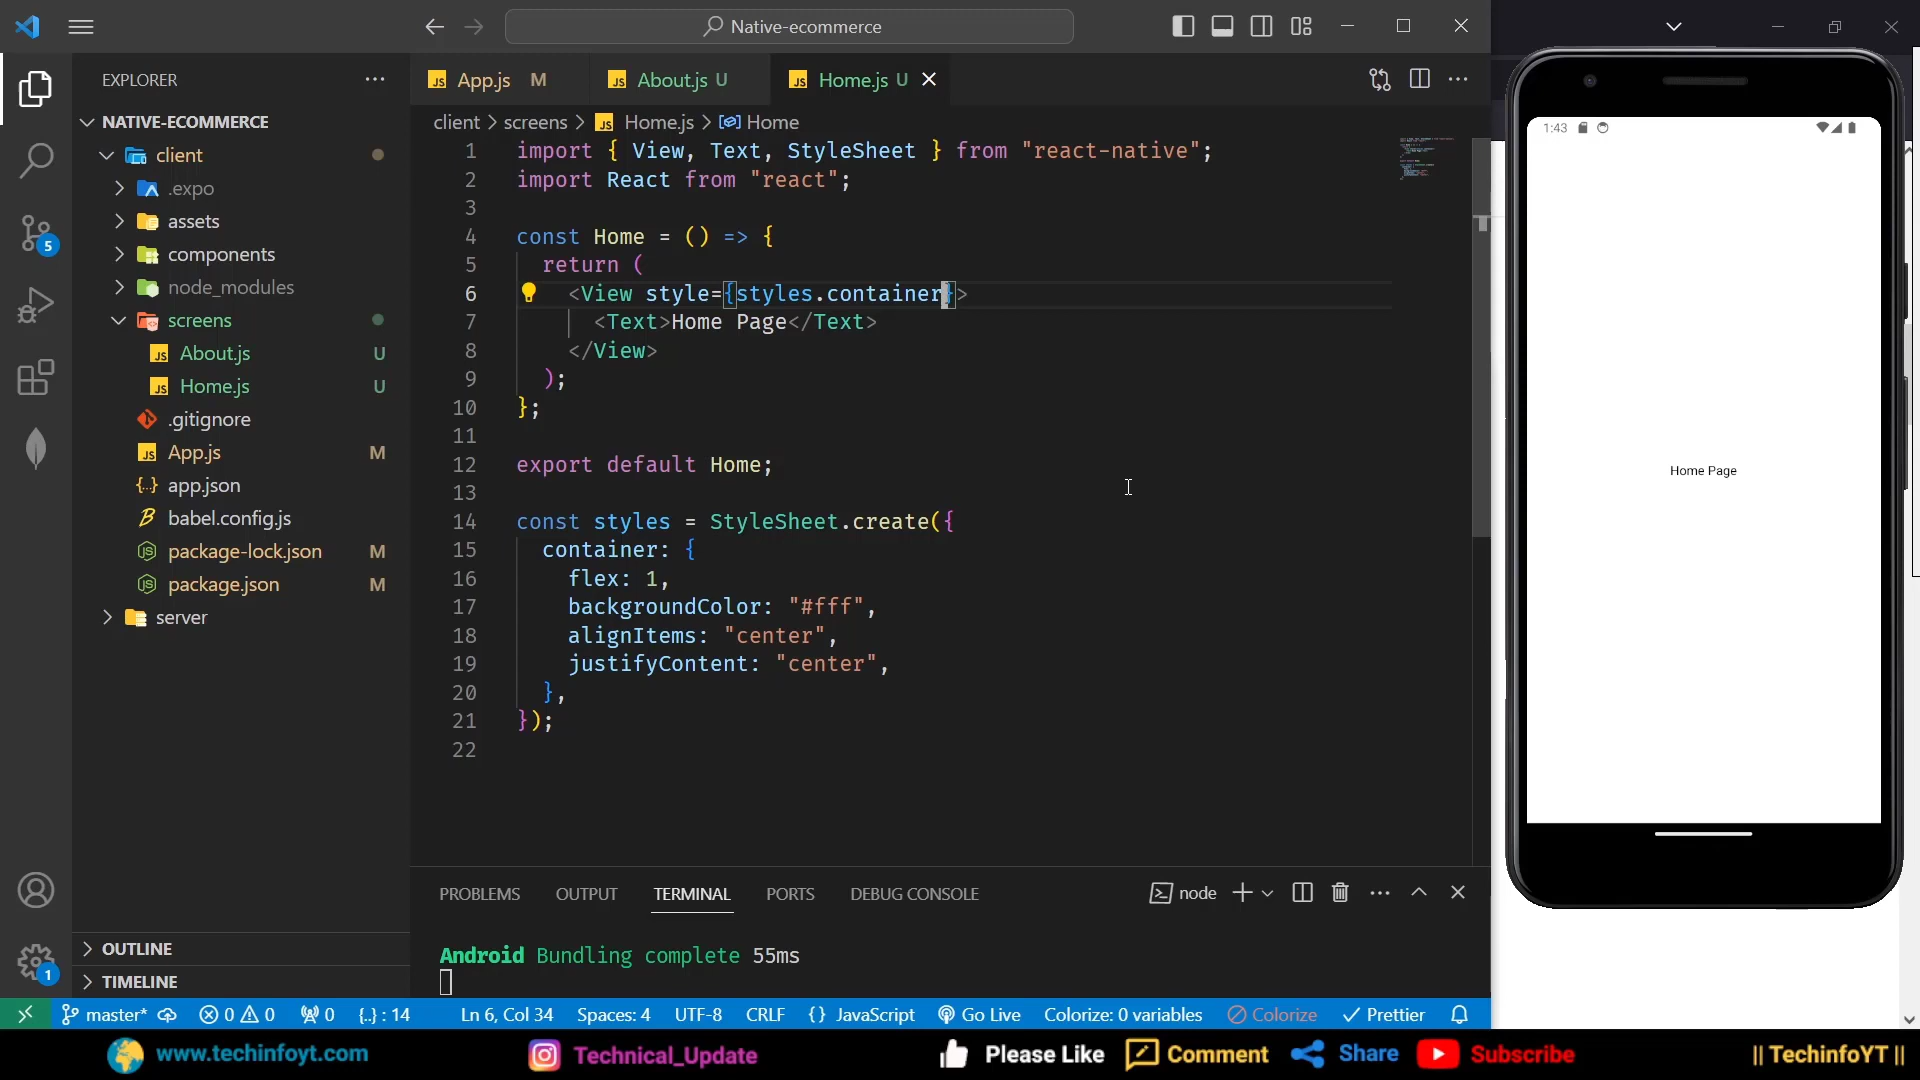 Native-ecommerce
EXPLORER
NATIVE-ECOMMERCE
client
.expo
assets
components
node_modules
screens
About.js U
Home.js U
.gitignore
App.js M
app.json
babel.config.js
package-lock.json M
package.json M
server
OUTLINE
TIMELINE
App.js M
About.js U
Home.js U
client > screens > Home.js > Home
1 import { View, Text, StyleSheet } from "react-native";
2 import React from "react";
3
4 const Home = () => {
5 return (
6 <View style={styles.container}>
7 <Text>Home Page</Text>
8 </View>
9 );
10 };
11
12 export default Home;
13
14 const styles = StyleSheet.create({
15 container: {
16 flex: 1,
17 backgroundColor: "#fff",
18 alignItems: "center",
19 justifyContent: "center",
20 },
21 });
22
PROBLEMS OUTPUT TERMINAL PORTS DEBUG CONSOLE
node
Android Bundling complete 55ms
5
1
master* 0 0 0 {..} : 14 Ln 6, Col 34 Spaces: 4 UTF-8 CRLF {} JavaScript Go Live Colorize: 0 variables Colorize Prettier
1:43
Home Page
www.techinfoyt.com Technical_Update Please Like Comment Share Subscribe || TechinfoYT ||